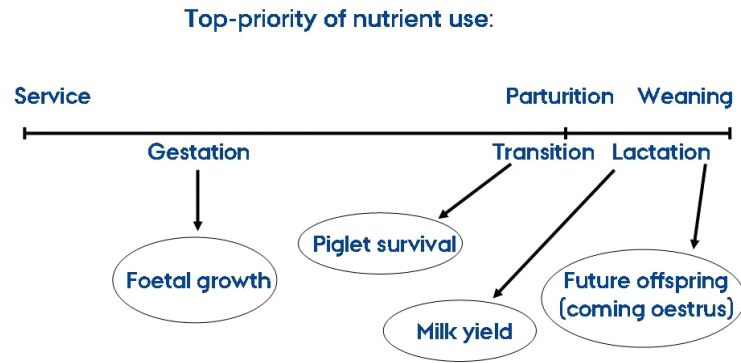 Top-priority of nutrient use:
Service Parturition Weaning
Gestation Transition Lactation
Piglet survival
Foetal growth
Future offspring
(coming oestrus)
Milk yield